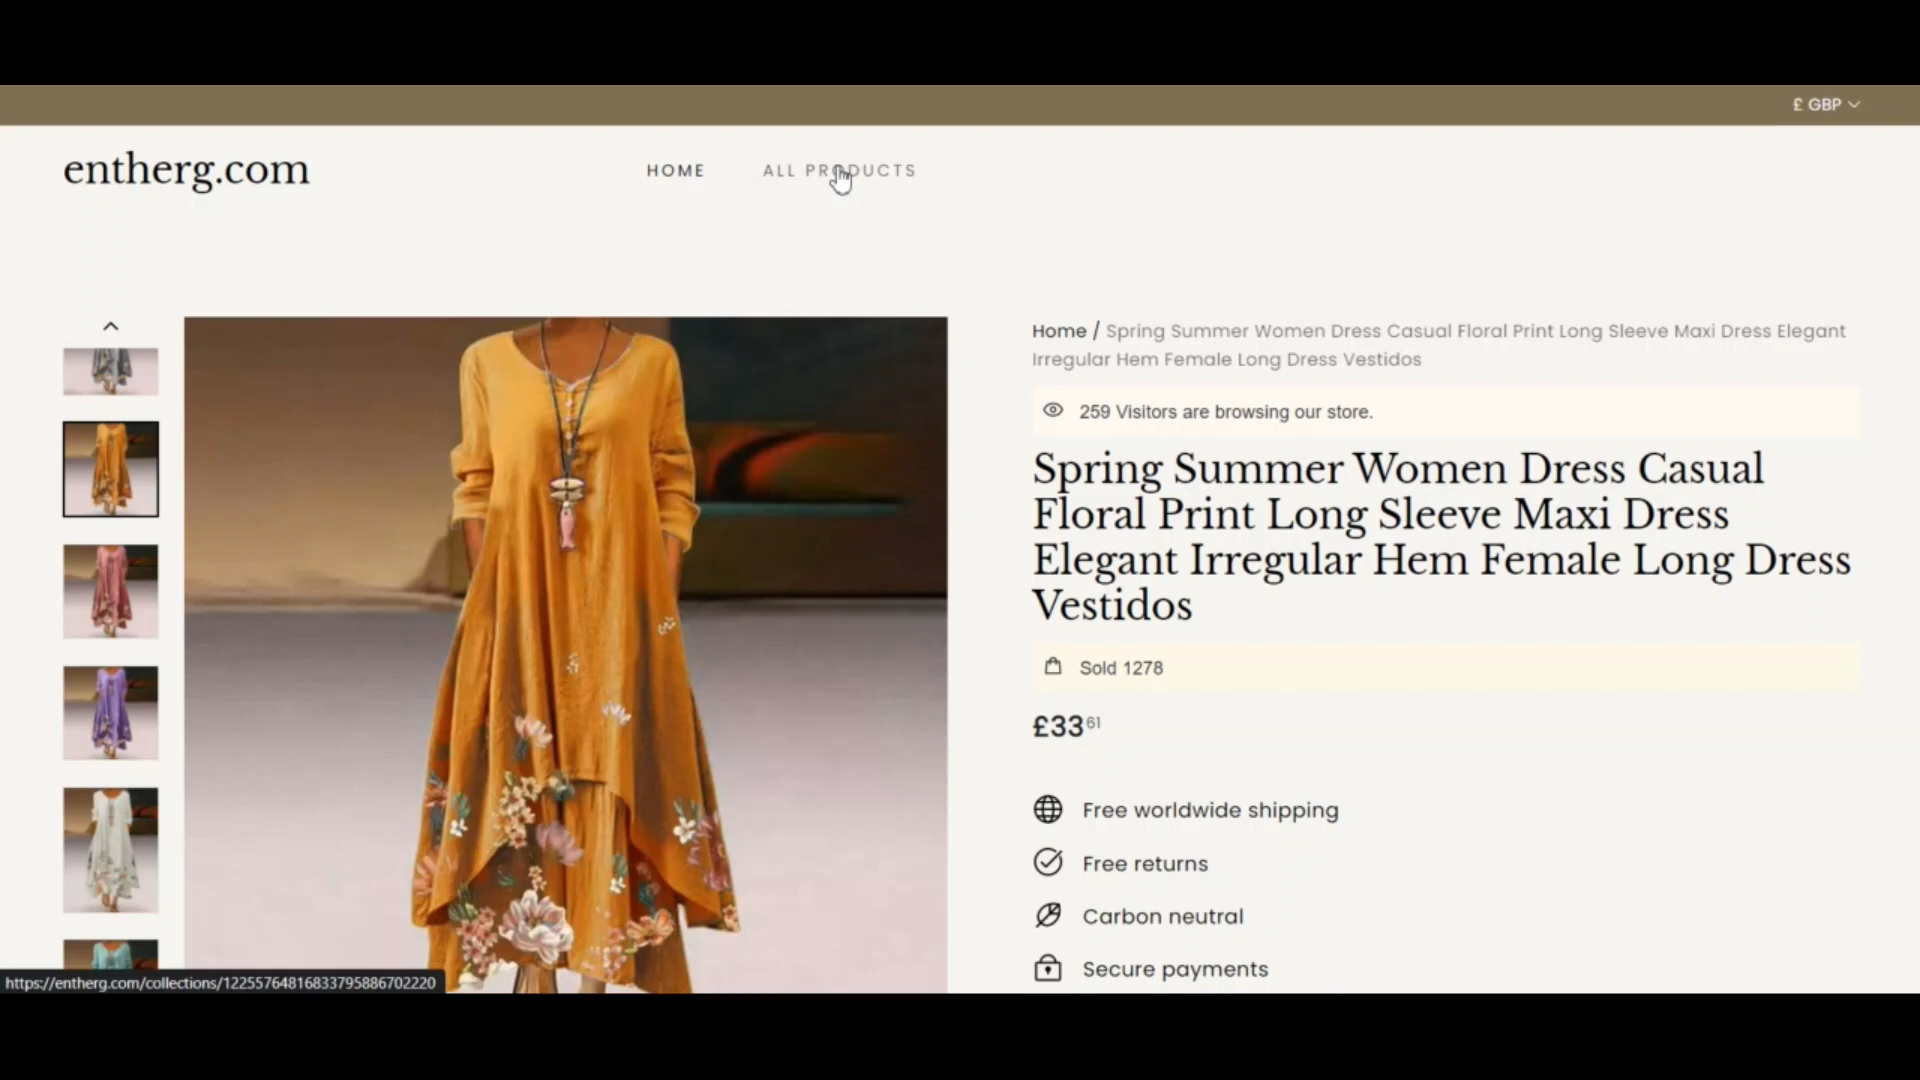 £ GBP
entherg.com
HOME
ALL PRODUCTS
Home / Spring Summer Women Dress Casual Floral Print Long Sleeve Maxi Dress Elegant
Irregular Hem Female Long Dress Vestidos
259 Visitors are browsing our store.
Spring Summer Women Dress Casual
Floral Print Long Sleeve Maxi Dress
Elegant Irregular Hem Female Long Dress
Vestidos
Sold 1278
£33 61
Free worldwide shipping
Free returns
Carbon neutral
Secure payments
https://entherg.com/collections/12255764816833795886702220